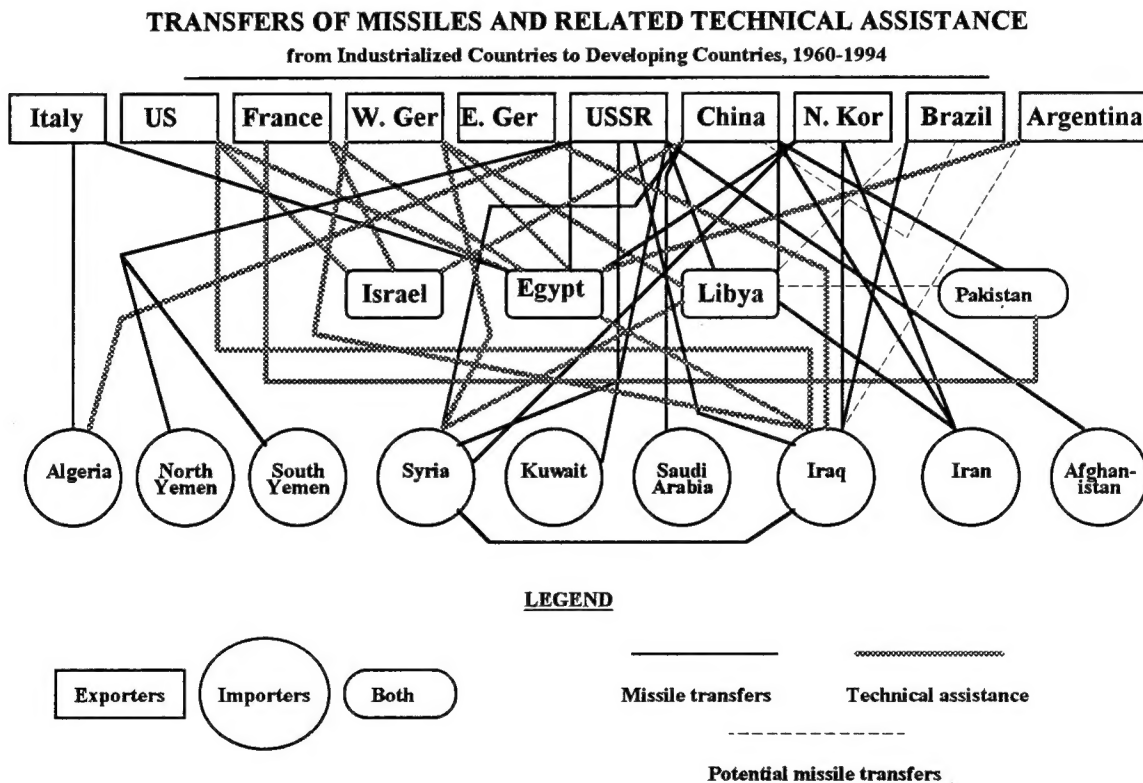 TRANSFERS OF MISSILES AND RELATED TECHNICAL ASSISTANCE
from Industrialized Countries to Developing Countries, 1960-1994
Italy US France W. Ger E. Ger USSR China N. Kor Brazil Argentina
Israel Egypt Libya Pakistan
Algeria North Yemen South Yemen Syria Kuwait Saudi Arabia Iraq Iran Afghan-istan
LEGEND
Exporters Importers Both Missile transfers Technical assistance
Potential missile transfers